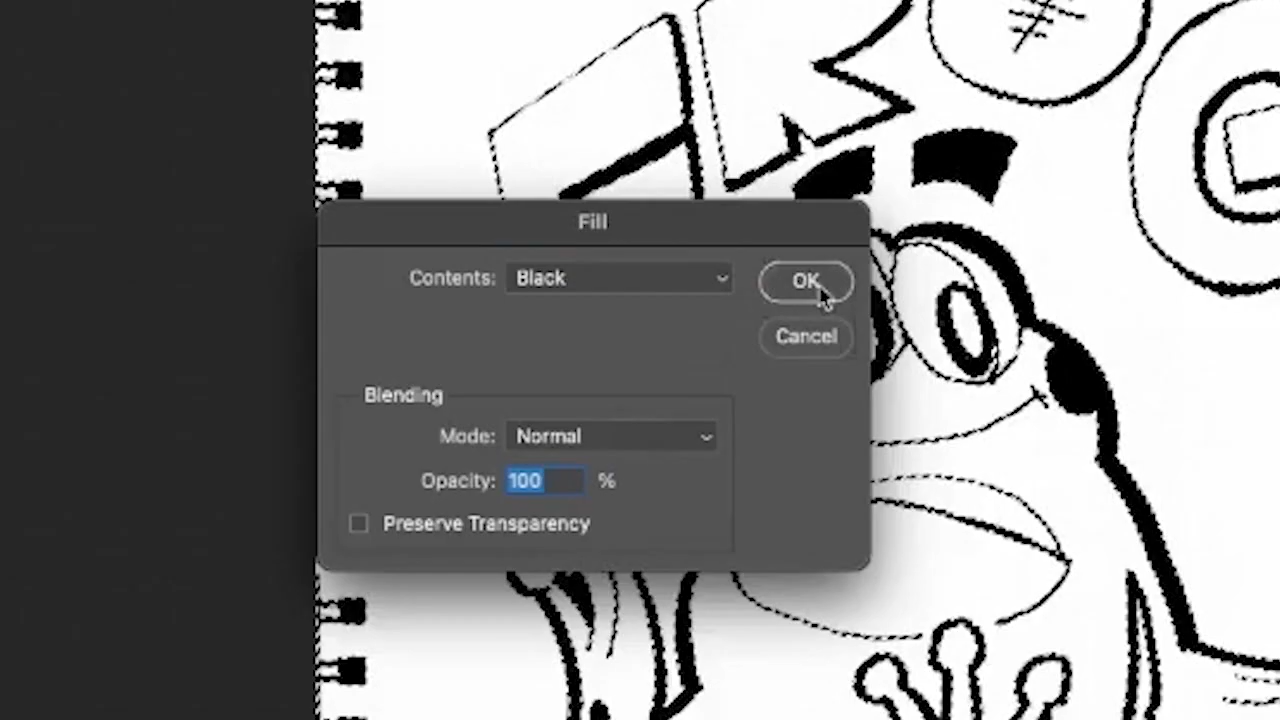 Fill
Contents: Black
OK
Cancel
Blending
Mode: Normal
Opacity: 100 %
Preserve Transparency